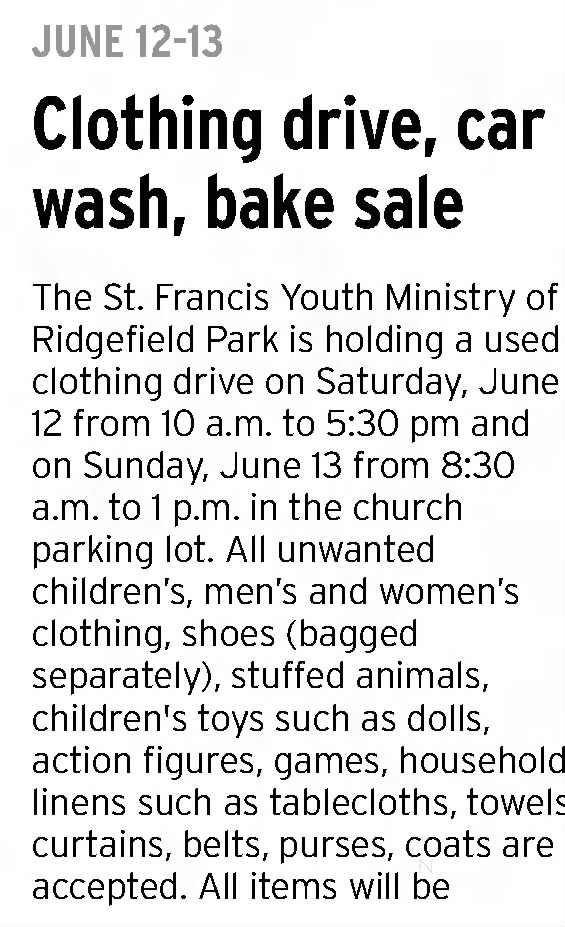 JUNE 12-13
Clothing drive, car
wash, bake sale
The St. Francis Youth Ministry of
Ridgefield Park is holding a used
clothing drive on Saturday, June
12 from 10 a.m. to 5:30 pm and
on Sunday, June 13 from 8:30
a.m. to 1 p.m. in the church
parking lot. All unwanted
children’s, men’s and women’s
clothing, shoes (bagged
separately), stuffed animals,
children's toys such as dolls,
action figures, games, household
linens such as tablecloths, towels
curtains, belts, purses, coats are
accepted. All items will be